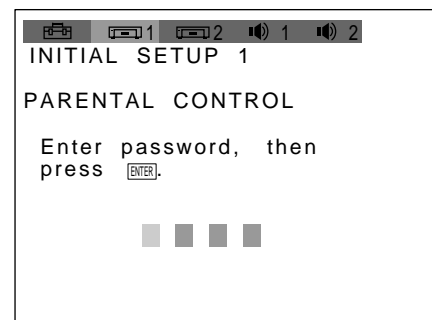 1 2 1 2
INITIAL SETUP 1
PARENTAL CONTROL
Enter password, then
press ENTER.